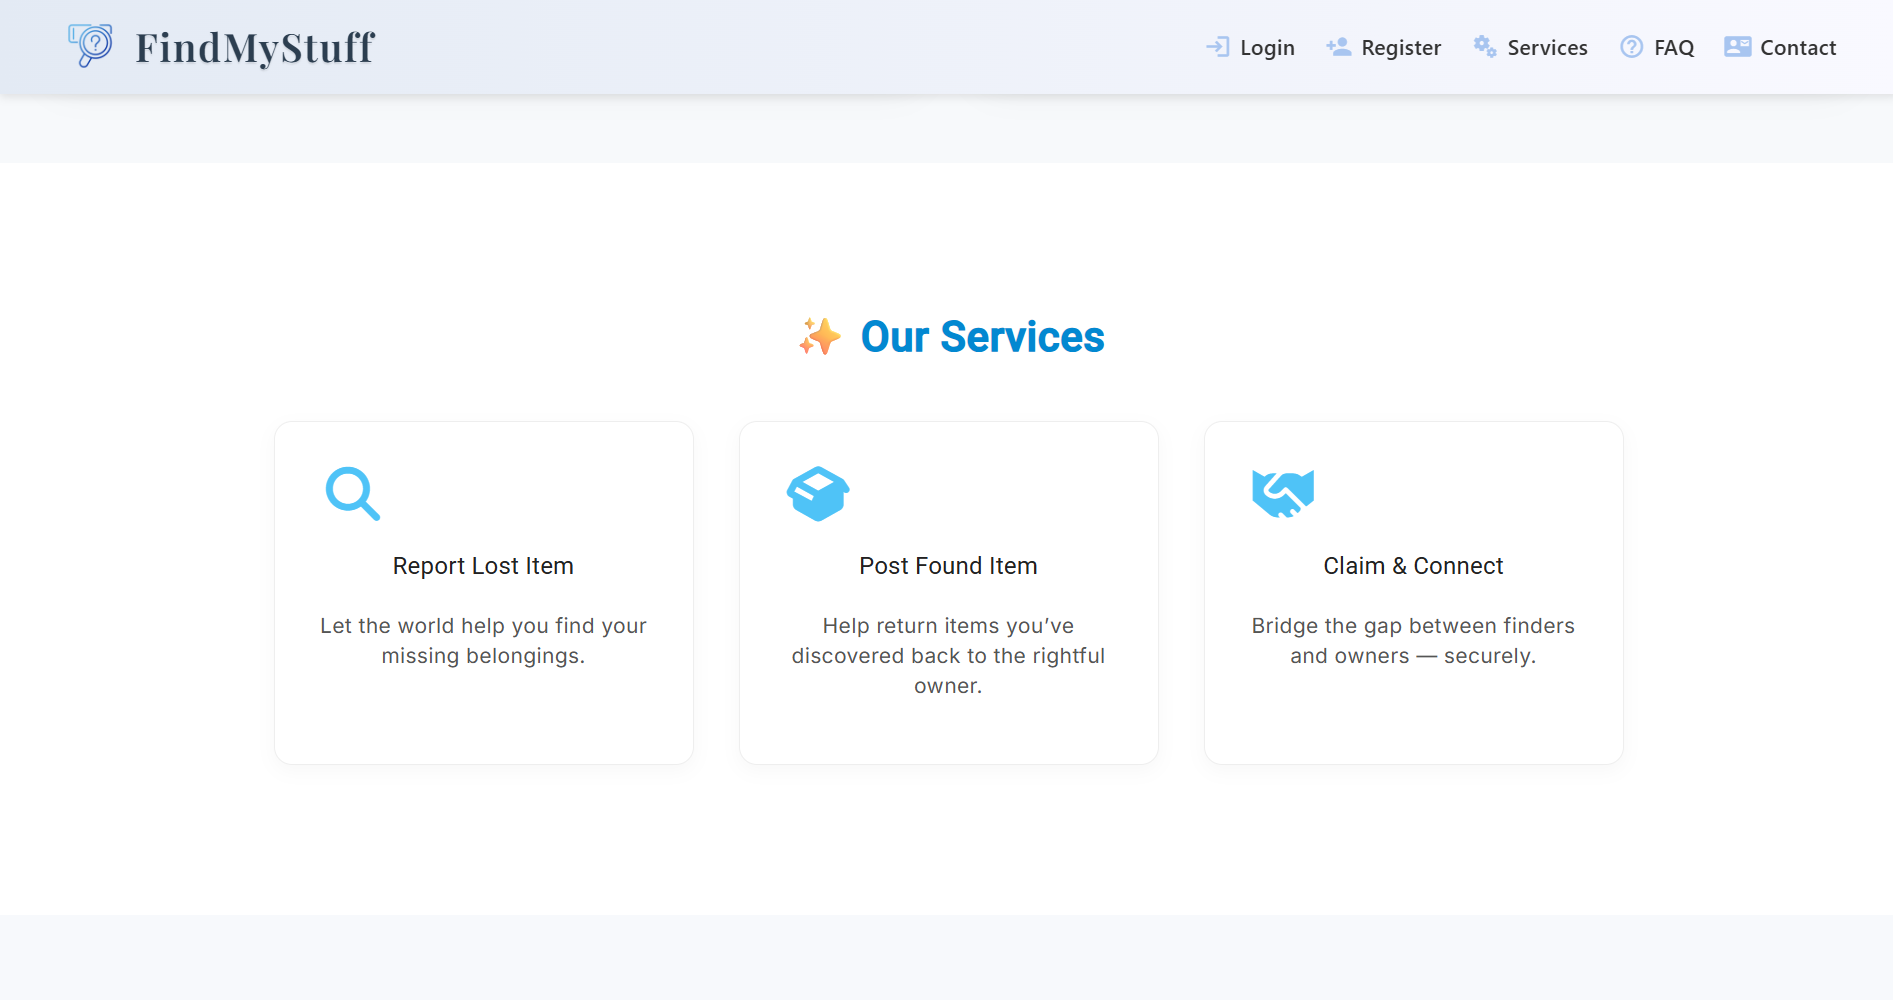 FindMyStuff
Login
Register
Services
FAQ
Contact
✨ Our Services
Report Lost Item
Let the world help you find your
missing belongings.
Post Found Item
Help return items you’ve
discovered back to the rightful
owner.
Claim & Connect
Bridge the gap between finders
and owners — securely.